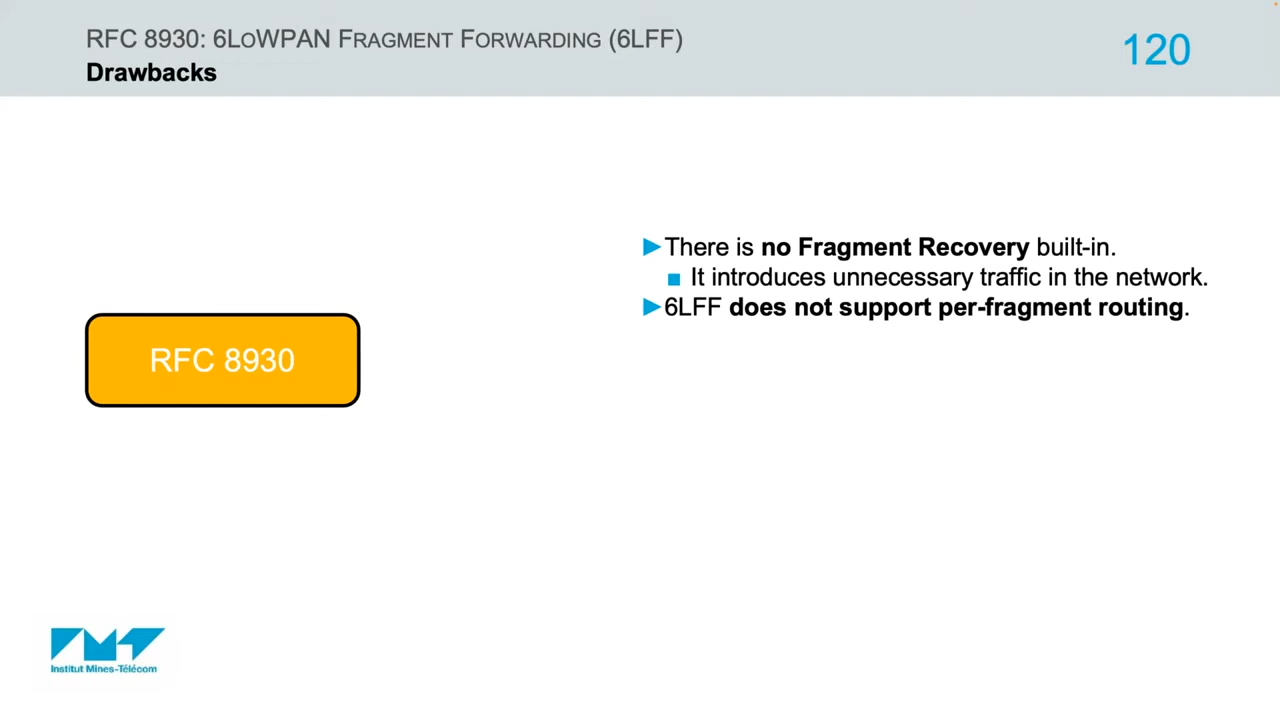 RFC 8930: 6LoWPAN Fragment Forwarding (6LFF)
Drawbacks
120
►There is no Fragment Recovery built-in.
■ It introduces unnecessary traffic in the network.
►6LFF does not support per-fragment routing.
RFC 8930
Institut Mines-Télécom